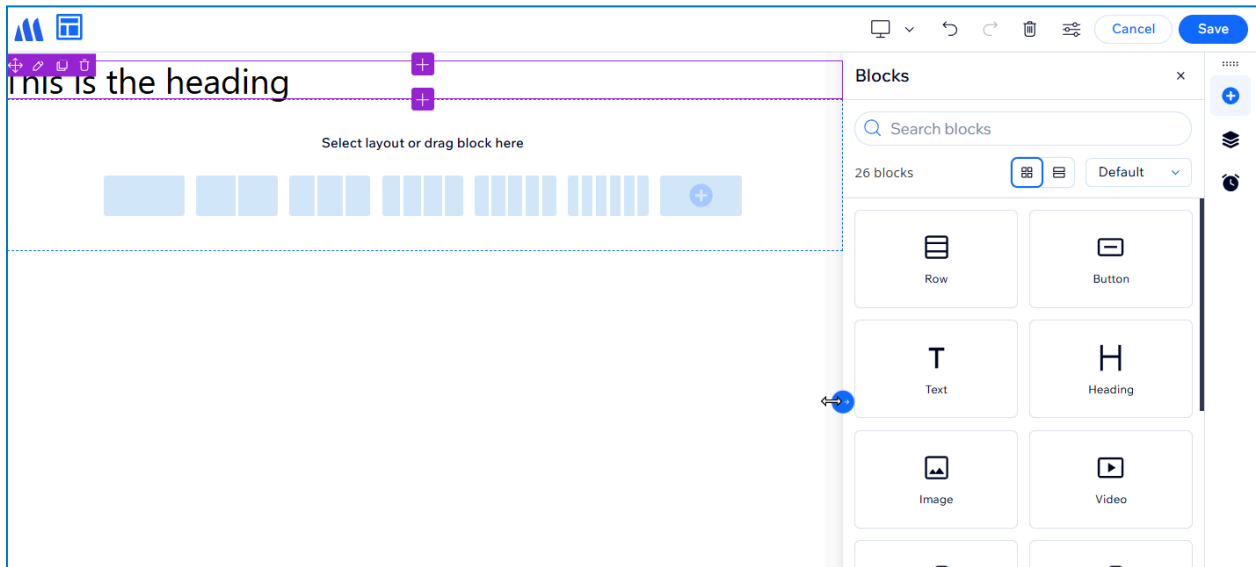 Cancel
Save
This is the heading
Select layout or drag block here
Blocks
Search blocks
26 blocks
Default
Row
Button
Text
Heading
Image
Video